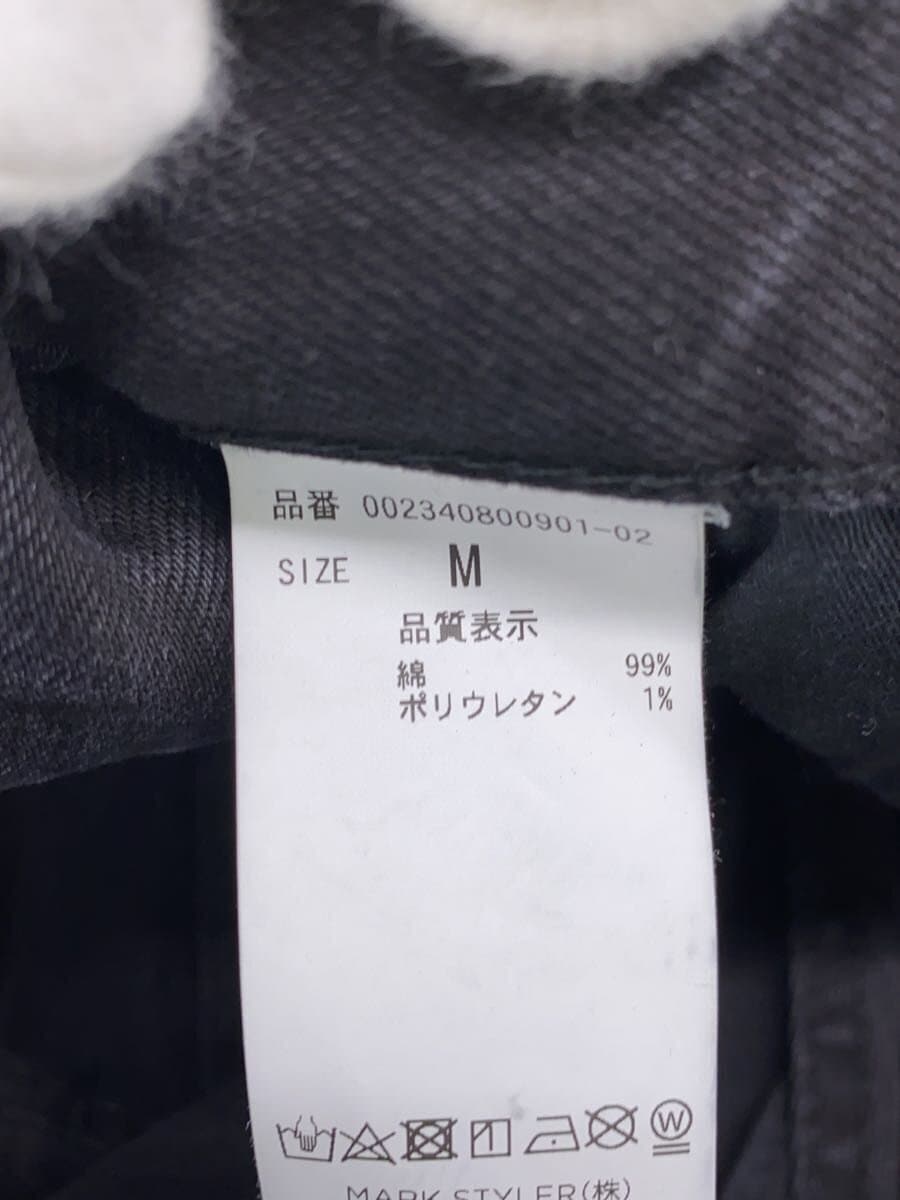 品番 002340800901-02
SIZE M
品質表示
綿 99%
ポリウレタン 1%
W
MARK STYLER(株)